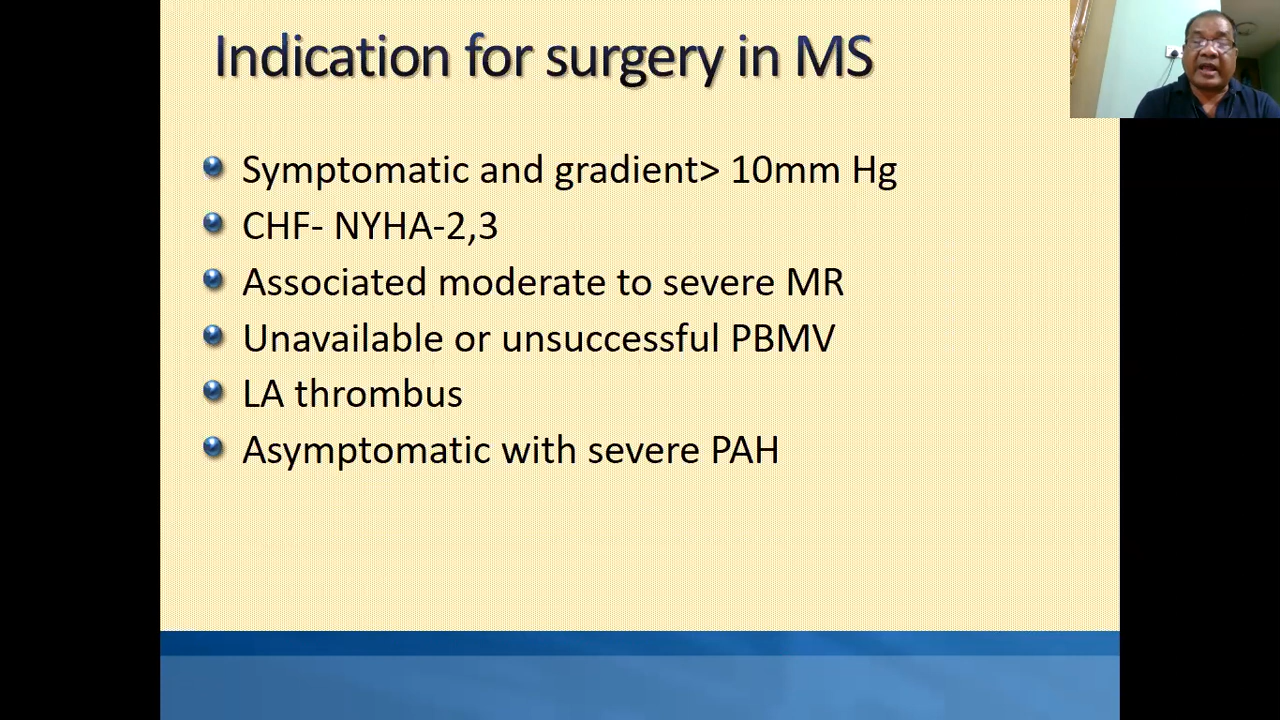 Indication for surgery in MS
Symptomatic and gradient> 10mm Hg
CHF- NYHA-2,3
Associated moderate to severe MR
Unavailable or unsuccessful PBMV
LA thrombus
Asymptomatic with severe PAH